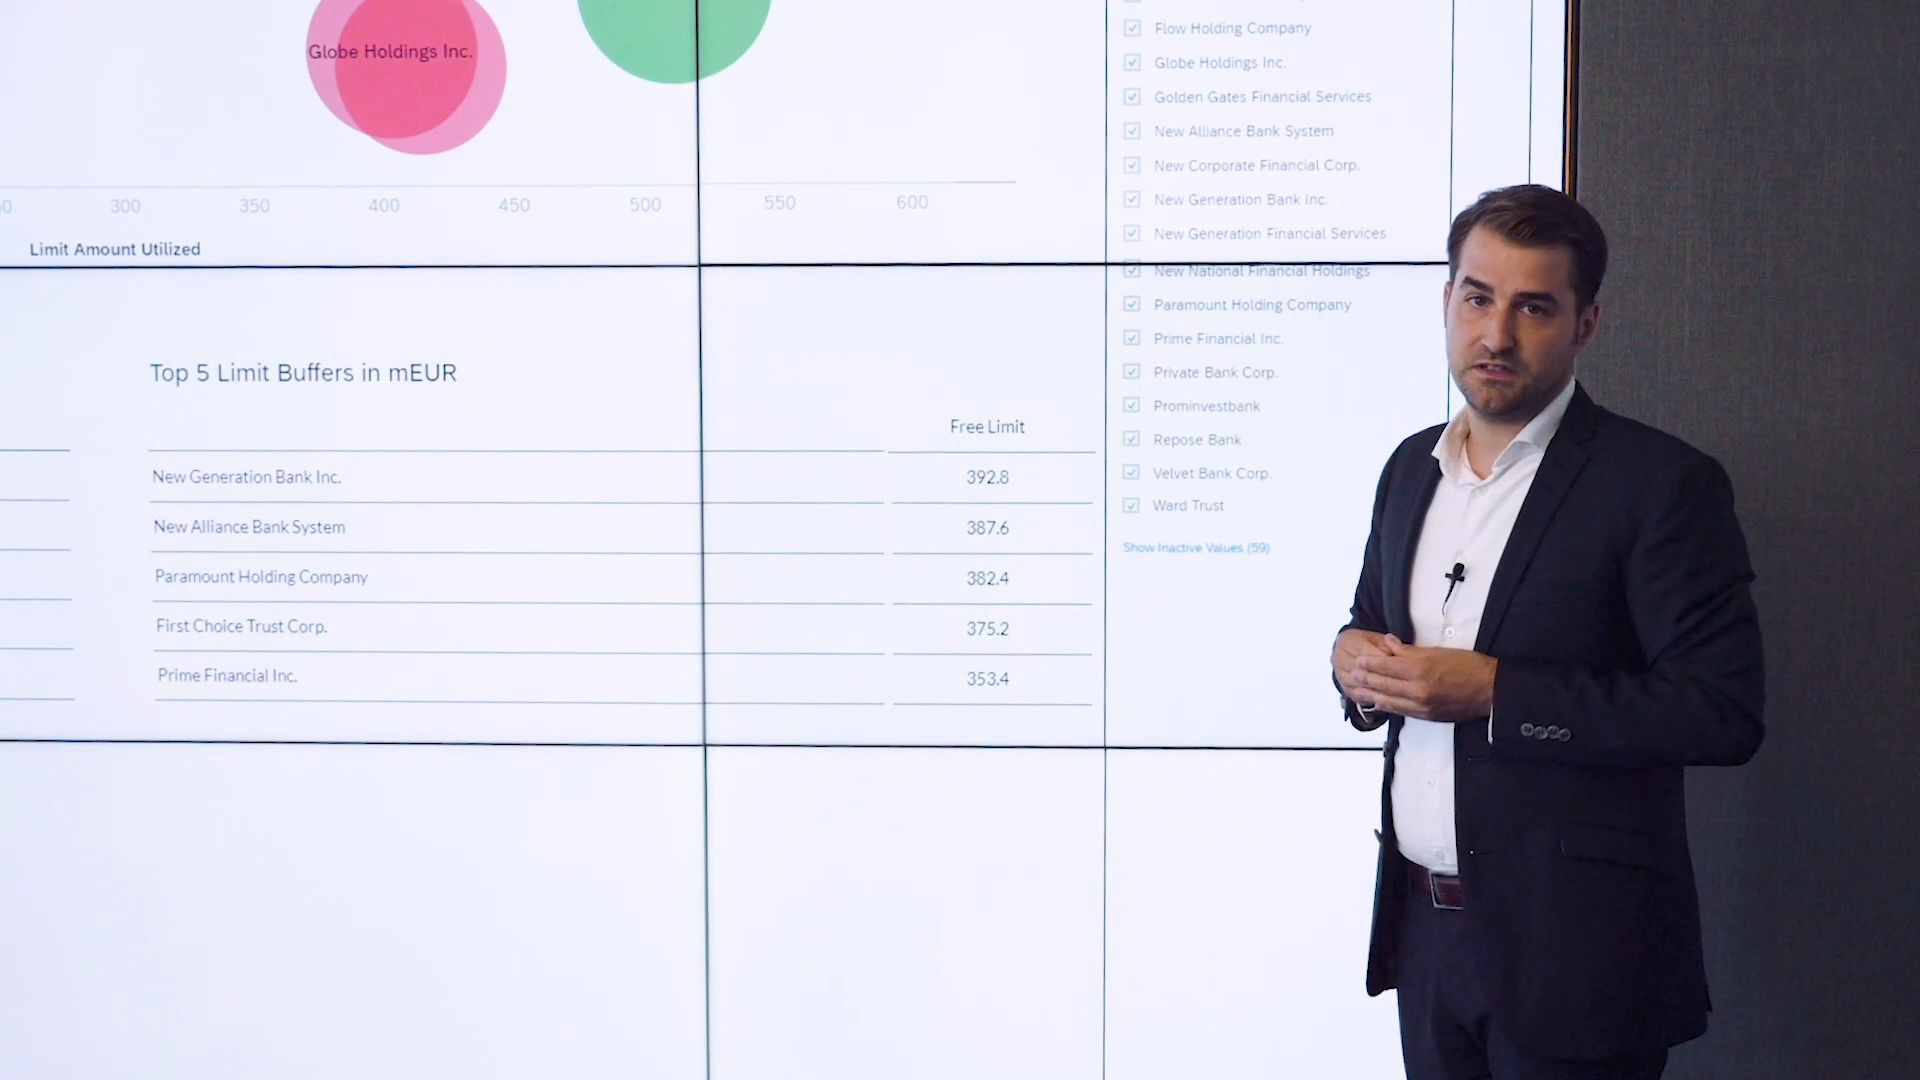 Globe Holdings Inc.
300 350 400 450 500 550 600
Limit Amount Utilized
Top 5 Limit Buffers in mEUR
Free Limit
New Generation Bank Inc. 392.8
New Alliance Bank System 387.6
Paramount Holding Company 382.4
First Choice Trust Corp. 375.2
Prime Financial Inc. 353.4
Flow Holding Company
Globe Holdings Inc.
Golden Gates Financial Services
New Alliance Bank System
New Corporate Financial Corp.
New Generation Bank Inc.
New Generation Financial Services
New National Financial Holdings
Paramount Holding Company
Prime Financial Inc.
Private Bank Corp.
Prominvestbank
Repose Bank
Velvet Bank Corp.
Ward Trust
Show Inactive Values (59)